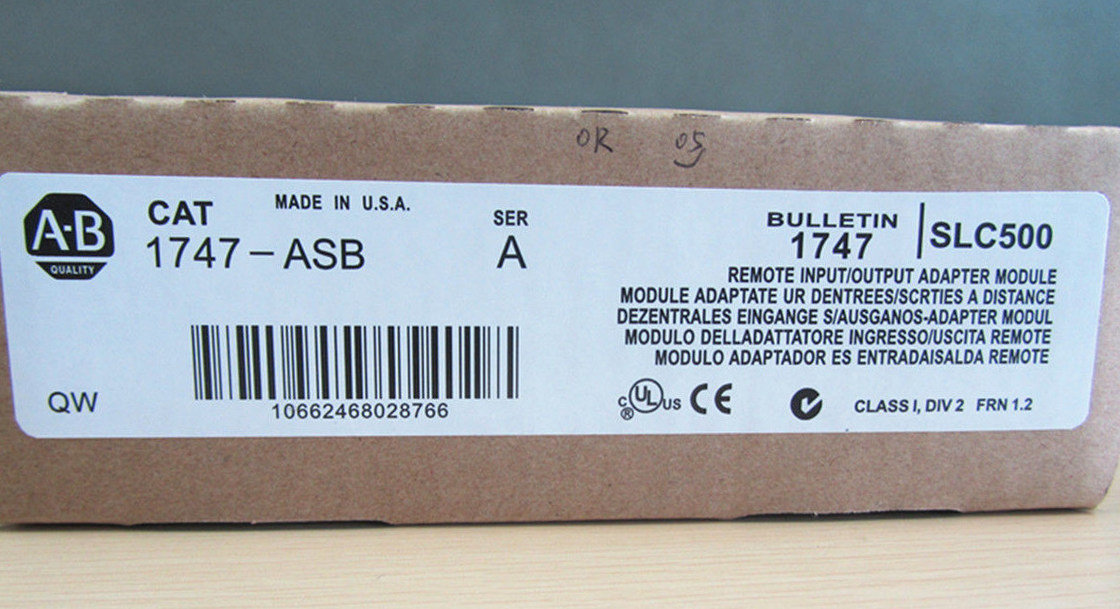 OR 05
A-B
QUALITY
CAT
MADE IN U.S.A.
1747-ASB
SER
A
BULLETIN
1747
SLC500
REMOTE INPUT/OUTPUT ADAPTER MODULE
MODULE ADAPTATE UR DENTREES/SCRTIES A DISTANCE
DEZENTRALES EINGANGE S/AUSGANOS-ADAPTER MODUL
MODULO DELLADATTATORE INGRESSO/USCITA REMOTE
MODULO ADAPTADOR ES ENTRADAISALDA REMOTE
QW
10662468028766
C UL US ® CE
CLASS I, DIV 2 FRN 1.2